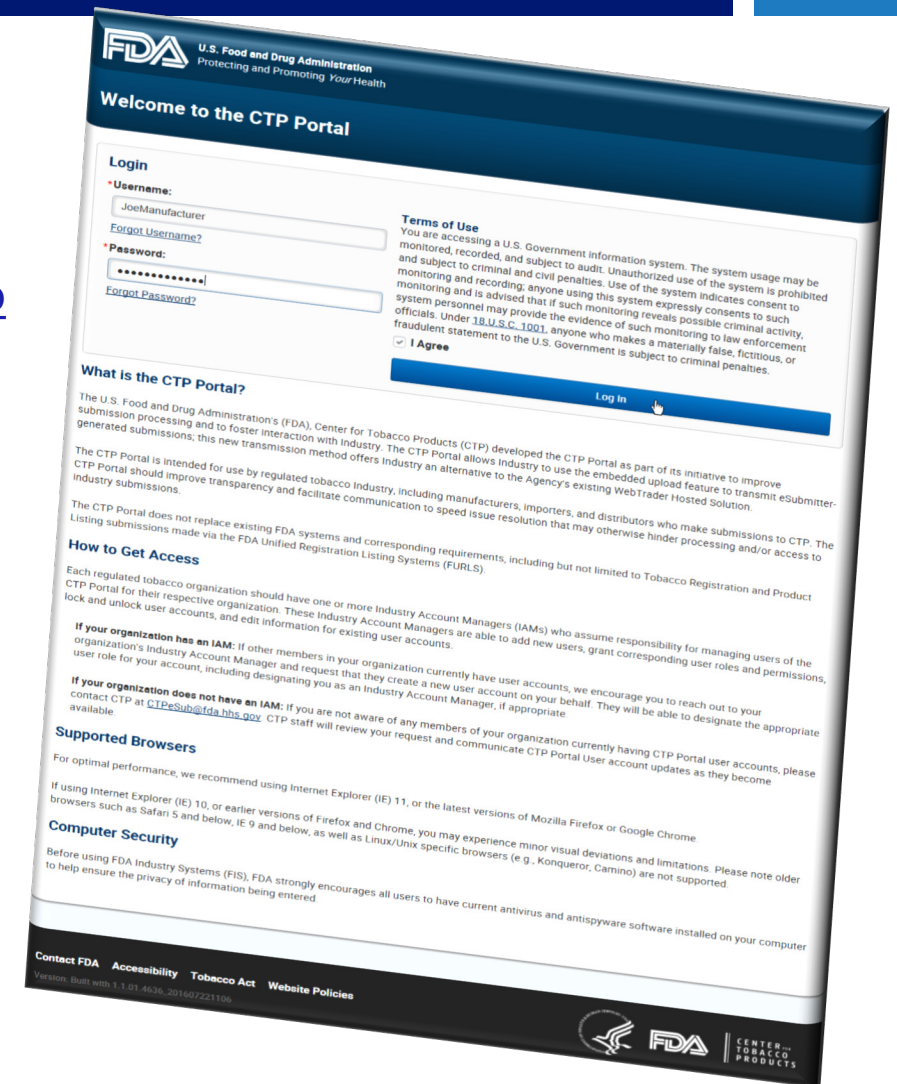 FDA
U.S. Food and Drug Administration
Protecting and Promoting Your Health
Welcome to the CTP Portal
Login
*Username:
JoeManufacturer
Forgot Username?
*Password:
•••••••••••••
Forgot Password?
Terms of Use
You are accessing a U.S. Government information system. The system usage may be
monitored, recorded, and subject to audit. Unauthorized use of the system is prohibited
and subject to criminal and civil penalties. Use of the system indicates consent to
monitoring and recording; anyone using this system expressly consents to such
monitoring and is advised that if such monitoring reveals possible criminal activity,
system personnel may provide the evidence of such monitoring to law enforcement
officials. Under 18.U.S.C. 1001, anyone who makes a materially false, fictitious, or
fraudulent statement to the U.S. Government is subject to criminal penalties.
I Agree
Log In
What is the CTP Portal?
The U.S. Food and Drug Administration's (FDA), Center for Tobacco Products (CTP) developed the CTP Portal as part of its initiative to improve
submission processing and to foster interaction with Industry. The CTP Portal allows Industry to use the embedded upload feature to transmit eSubmitter-
generated submissions; this new transmission method offers Industry an alternative to the Agency's existing WebTrader Hosted Solution.
The CTP Portal is intended for use by regulated tobacco Industry, including manufacturers, importers, and distributors who make submissions to CTP. The
CTP Portal should improve transparency and facilitate communication to speed issue resolution that may otherwise hinder processing and/or access to
industry submissions.
The CTP Portal does not replace existing FDA systems and corresponding requirements, including but not limited to Tobacco Registration and Product
Listing submissions made via the FDA Unified Registration Listing Systems (FURLS).
How to Get Access
Each regulated tobacco organization should have one or more Industry Account Managers (IAMs) who assume responsibility for managing users of the
CTP Portal for their respective organization. These Industry Account Managers are able to add new users, grant corresponding user roles and permissions,
lock and unlock user accounts, and edit information for existing user accounts.
If your organization has an IAM: If other members in your organization currently have user accounts, we encourage you to reach out to your
organization's Industry Account Manager and request that they create a new user account on your behalf. They will be able to designate the appropriate
user role for your account, including designating you as an Industry Account Manager, if appropriate
If your organization does not have an IAM: If you are not aware of any members of your organization currently having CTP Portal user accounts, please
contact CTP at CTPeSub@fda.hhs.gov. CTP staff will review your request and communicate CTP Portal User account updates as they become
available.
Supported Browsers
For optimal performance, we recommend using Internet Explorer (IE) 11, or the latest versions of Mozilla Firefox or Google Chrome.
If using Internet Explorer (IE) 10, or earlier versions of Firefox and Chrome, you may experience minor visual deviations and limitations. Please note older
browsers such as Safari 5 and below, IE 9 and below, as well as Linux/Unix specific browsers (e.g., Konqueror, Camino) are not supported.
Computer Security
Before using FDA Industry Systems (FIS), FDA strongly encourages all users to have current antivirus and antispyware software installed on your computer
to help ensure the privacy of information being entered.
Contact FDA Accessibility Tobacco Act Website Policies
Version: Built with 1.1.01.4636_201607221106
FDA
CENTER
TOBACCO
PRODUCTS